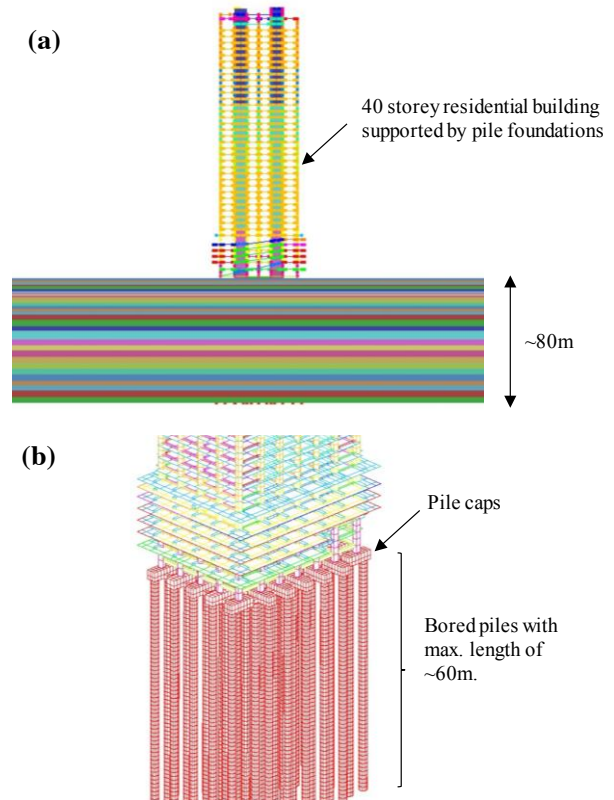 (a)
40 storey residential building
supported by pile foundations
~80m
(b)
Pile caps
Bored piles with
max. length of
~60m.